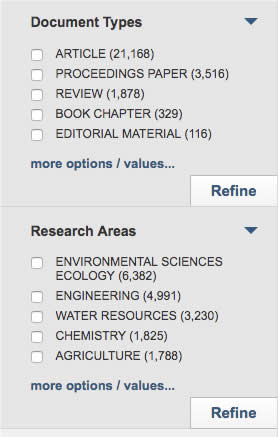 Document Types
ARTICLE (21,168)
PROCEEDINGS PAPER (3,516)
REVIEW (1,878)
BOOK CHAPTER (329)
EDITORIAL MATERIAL (116)
more options / values...
Refine
Research Areas
ENVIRONMENTAL SCIENCES
ECOLOGY (6,382)
ENGINEERING (4,991)
WATER RESOURCES (3,230)
CHEMISTRY (1,825)
AGRICULTURE (1,788)
more options / values...
Refine